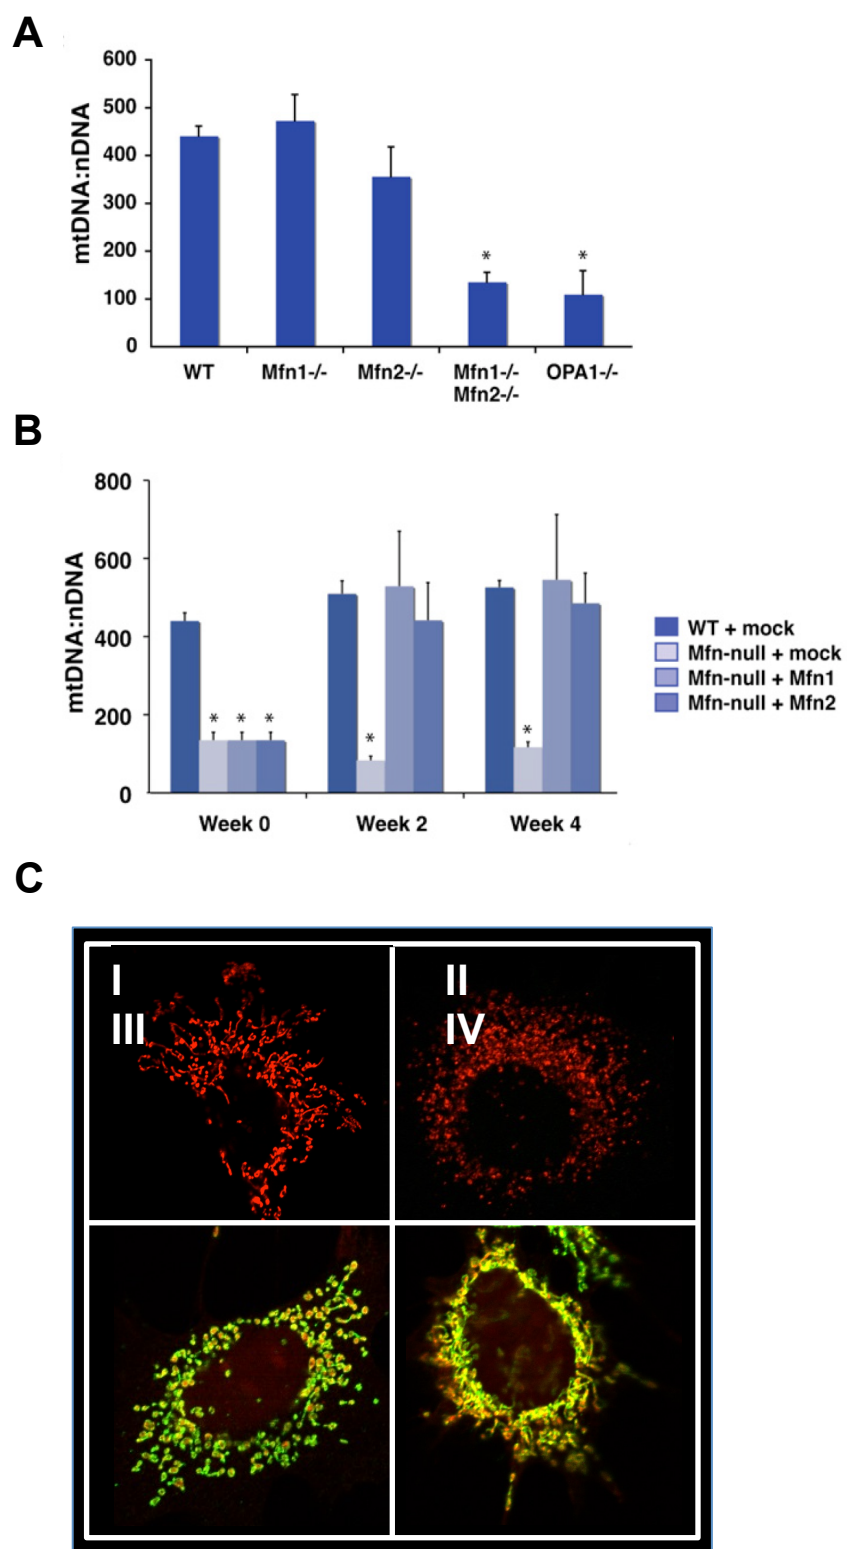 A
600
500
400
300
200
100
0
mtDNA:nDNA
*
*
WT
Mfn1-/-
Mfn2-/-
Mfn1-/-
Mfn2-/-
OPA1-/-
B
800
600
400
200
0
mtDNA:nDNA
* * *
*
*
Week 0
Week 2
Week 4
WT + mock
Mfn-null + mock
Mfn-null + Mfn1
Mfn-null + Mfn2
C
I
II
III
IV